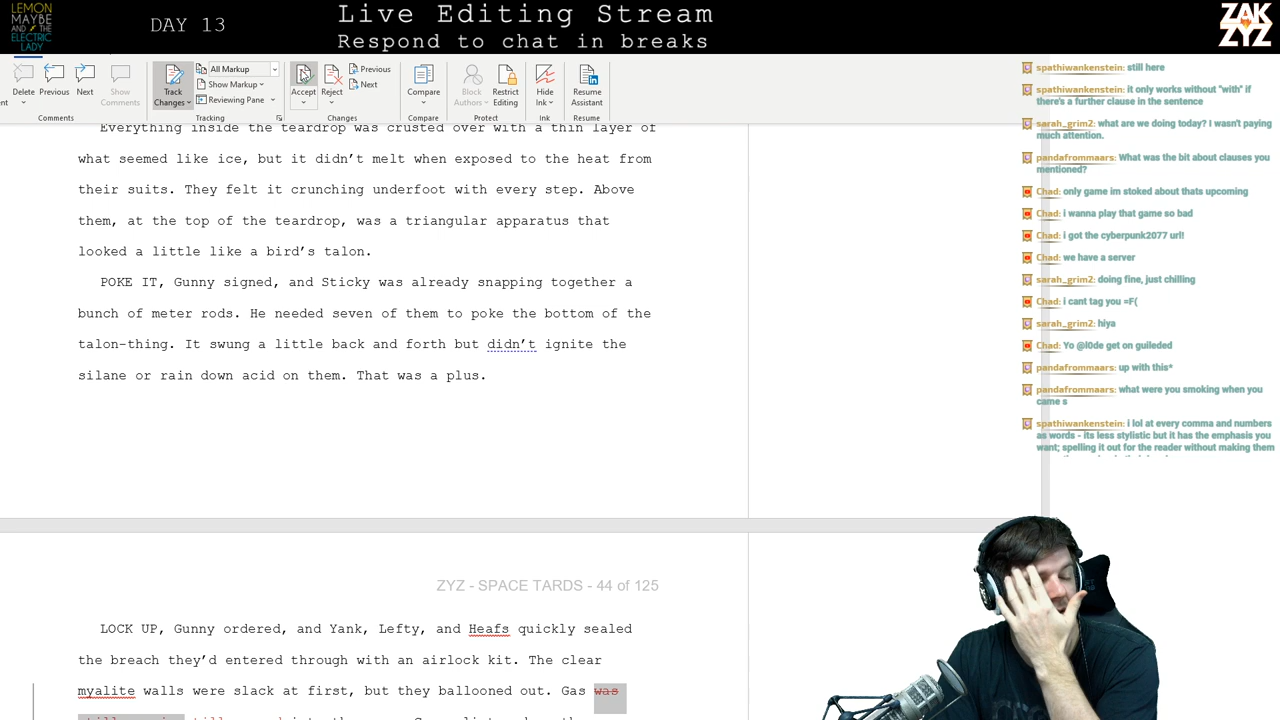 LEMON
MAYBE
AND THE
ELECTRIC
LADY
DAY 13
Live Editing Stream
Respond to chat in breaks
ZAK
ZYZ
Delete
Previous
Next
Show
Comments
Comments
Track
Changes
All Markup
Show Markup
Reviewing Pane
Tracking
Accept
Reject
Previous
Next
Changes
Compare
Compare
Block
Authors
Restrict
Editing
Protect
Hide
Ink
Ink
Resume
Assistant
Resume
Everything inside the teardrop was crusted over with a thin layer of
what seemed like ice, but it didn’t melt when exposed to the heat from
their suits. They felt it crunching underfoot with every step. Above
them, at the top of the teardrop, was a triangular apparatus that
looked a little like a bird’s talon.
POKE IT, Gunny signed, and Stacky was already snapping together a
bunch of meter rods. He needed seven of them to poke the bottom of the
talon-thing. It swung a little back and forth but didn’t ignite the
silane or rain down acid on them. That was a plus.
ZYZ - SPACE TARDS - 44 of 125
LOCK UP, Gunny ordered, and Yank, Lefty, and Heafs quickly sealed
the breach they’d entered through with an airlock kit. The clear
myalite walls were slack at first, but they ballooned out. Gas was
spathiwankenstein: still here
spathiwankenstein: it only works without "with" if
there's a further clause in the sentence
sarah_grim2: what are we doing today? I wasn't paying
much attention.
pandafrommaars: What was the bit about clauses you
mentioned?
Chad: only game im stoked about thats upcoming
Chad: i wanna play that game so bad
Chad: i got the cyberpunk2077 url!
Chad: we have a server
sarah_grim2: doing fine, just chilling
Chad: i cant tag you =F(
sarah_grim2: hiya
Chad: Yo @l0de get on guileded
pandafrommaars: up with this*
pandafrommaars: what were you smoking when you
came s
spathiwankenstein: i lol at every comma and numbers
as words - its less stylistic but it has the emphasis you
want; spelling it out for the reader without making them